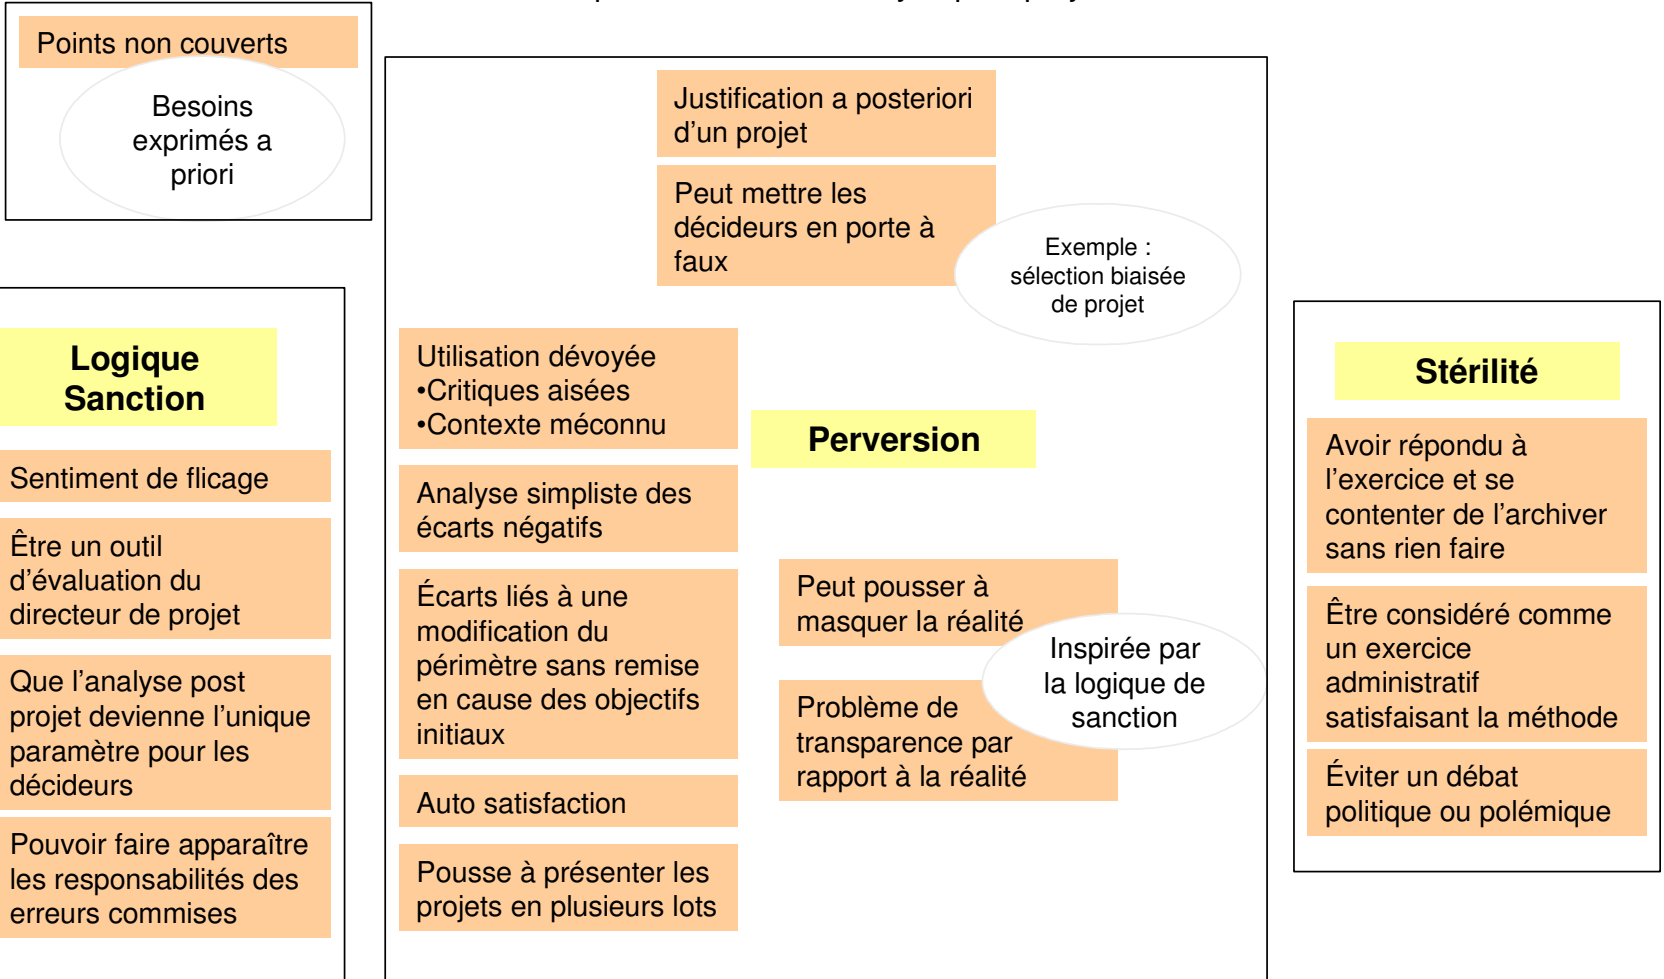 Points non couverts
Besoins
exprimés a
priori
Justification a posteriori
d’un projet
Peut mettre les
décideurs en porte à
faux
Exemple :
sélection biaisée
de projet
Logique
Sanction
Sentiment de flicage
Être un outil
d’évaluation du
directeur de projet
Que l’analyse post
projet devienne l’unique
paramètre pour les
décideurs
Pouvoir faire apparaître
les responsabilités des
erreurs commises
Utilisation dévoyée
•Critiques aisées
•Contexte méconnu
Analyse simpliste des
écarts négatifs
Écarts liés à une
modification du
périmètre sans remise
en cause des objectifs
initiaux
Auto satisfaction
Pousse à présenter les
projets en plusieurs lots
Perversion
Peut pousser à
masquer la réalité
Inspirée par
la logique de
sanction
Problème de
transparence par
rapport à la réalité
Stérilité
Avoir répondu à
l’exercice et se
contenter de l’archiver
sans rien faire
Être considéré comme
un exercice
administratif
satisfaisant la méthode
Éviter un débat
politique ou polémique